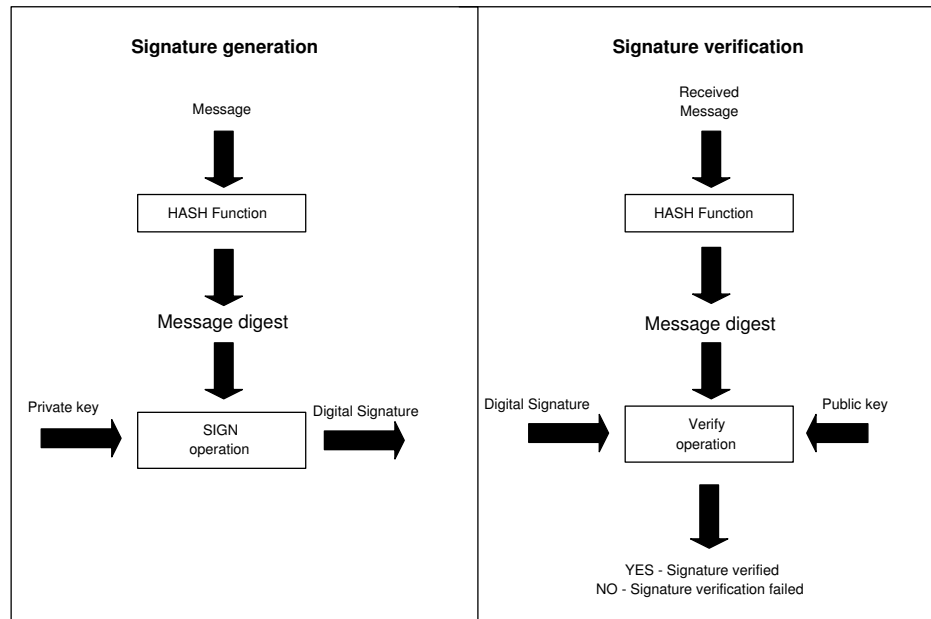 Signature generation
Message
HASH Function
Message digest
Private key
SIGN
operation
Digital Signature
Signature verification
Received
Message
HASH Function
Message digest
Digital Signature
Verify
operation
Public key
YES - Signature verified
NO - Signature verification failed